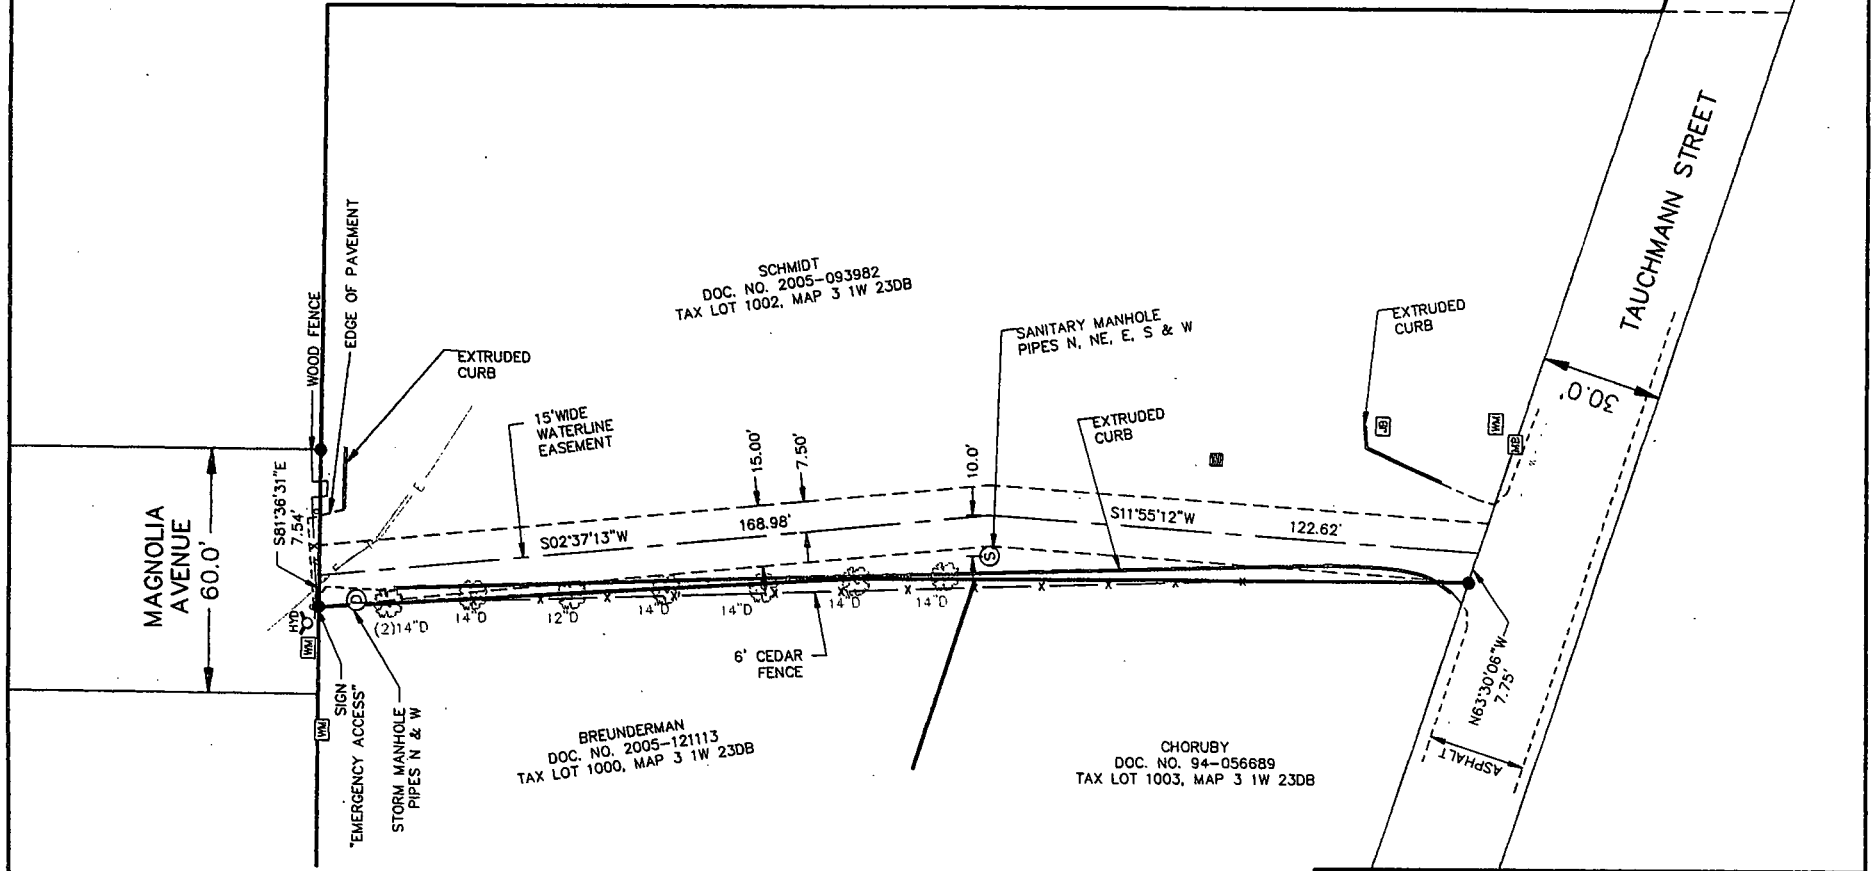 MAGNOLIA
AVENUE
60.0'
S81°36'31"E
7.54'
WOOD FENCE
EDGE OF PAVEMENT
EXTRUDED
CURB
15'WIDE
WATERLINE
EASEMENT
SCHMIDT
DOC. NO. 2005-093982
TAX LOT 1002, MAP 3 1W 23DB
SANITARY MANHOLE
PIPES N, NE, E, S & W
EXTRUDED
CURB
EXTRUDED
CURB
TAUCHMANN STREET
30.0'
JB
WM
MB
15.00'
7.50'
10.0'
S02°37'13"W
168.98'
S11°55'12"W
122.62'
E
E
S
D
HYD
WM
WM
(2)14"D
14"D
12"D
14"D
14"D
14"D
14"D
6' CEDAR
FENCE
SIGN
"EMERGENCY ACCESS"
STORM MANHOLE
PIPES N & W
BREUNDERMAN
DOC. NO. 2005-121113
TAX LOT 1000, MAP 3 1W 23DB
CHORUBY
DOC. NO. 94-056689
TAX LOT 1003, MAP 3 1W 23DB
N63°30'06"W
7.75'
ASPHALT